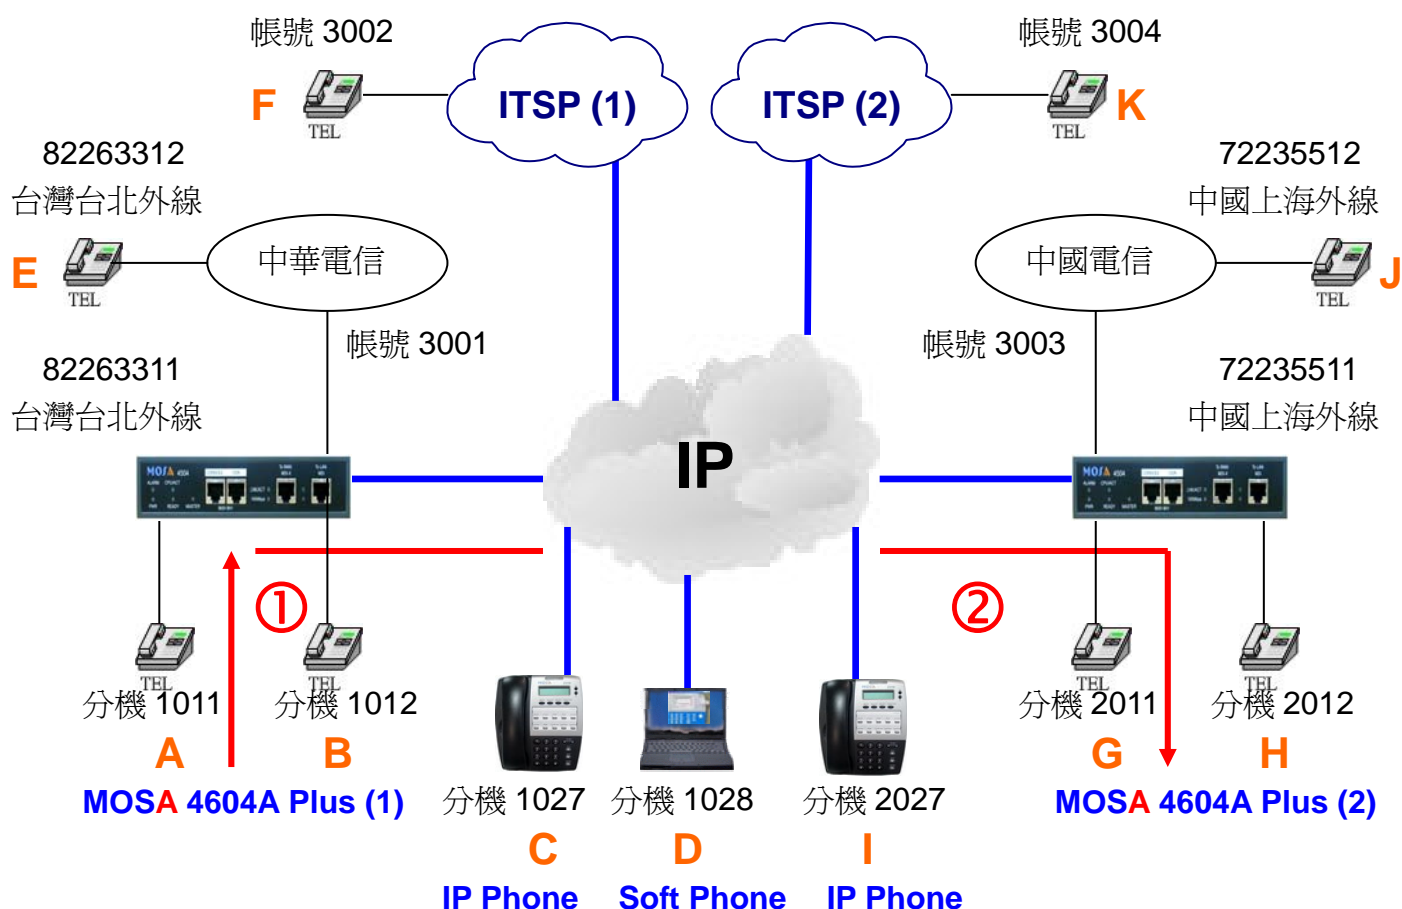 帳號 3002
帳號 3004
ITSP (1)
ITSP (2)
F
TEL
TEL
K
82263312
台灣台北外線
72235512
中國上海外線
E
TEL
中華電信
中國電信
TEL
J
帳號 3001
帳號 3003
82263311
台灣台北外線
72235511
中國上海外線
IP
MOSA 4504
MOSA 4504
①
②
TEL
TEL
TEL
TEL
分機 1011
分機 1012
分機 2011
分機 2012
A
B
G
H
MOSA 4604A Plus (1)
分機 1027
分機 1028
分機 2027
MOSA 4604A Plus (2)
C
D
I
IP Phone
Soft Phone
IP Phone